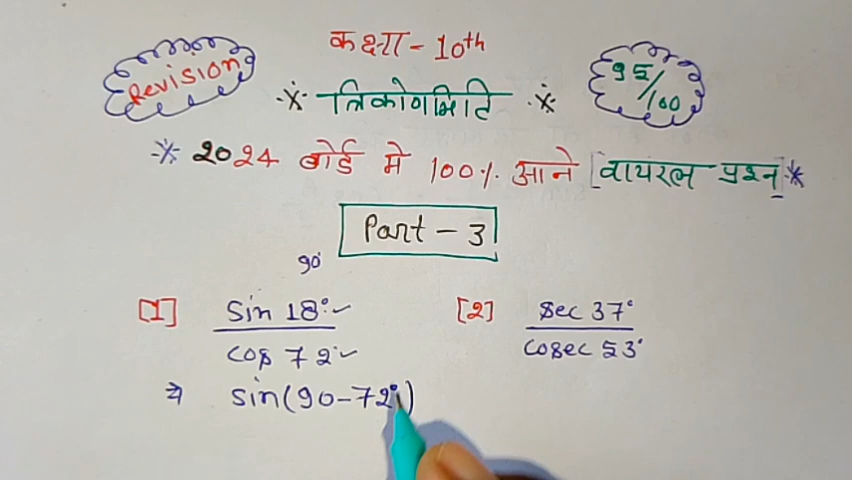 Revision
कक्षा - 10th
95/100
त्रिकोणमिति
2024 बोर्ड मे 100% आने [वायरल प्रश्न]
Part - 3
90°
[1] sin 18° / cos 72°
[2] sec 37° / cosec 53°
⇒ sin(90-72°)